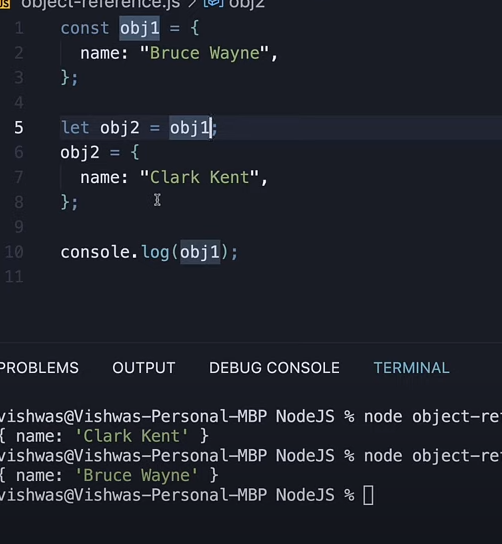 object-reference.js > obj2
1 const obj1 = {
2 name: "Bruce Wayne",
3 };
4
5 let obj2 = obj1;
6 obj2 = {
7 name: "Clark Kent",
8 };
9
10 console.log(obj1);
11
PROBLEMS OUTPUT DEBUG CONSOLE TERMINAL
vishwas@Vishwas-Personal-MBP NodeJS % node object-re
{ name: 'Clark Kent' }
vishwas@Vishwas-Personal-MBP NodeJS % node object-re
{ name: 'Bruce Wayne' }
vishwas@Vishwas-Personal-MBP NodeJS %